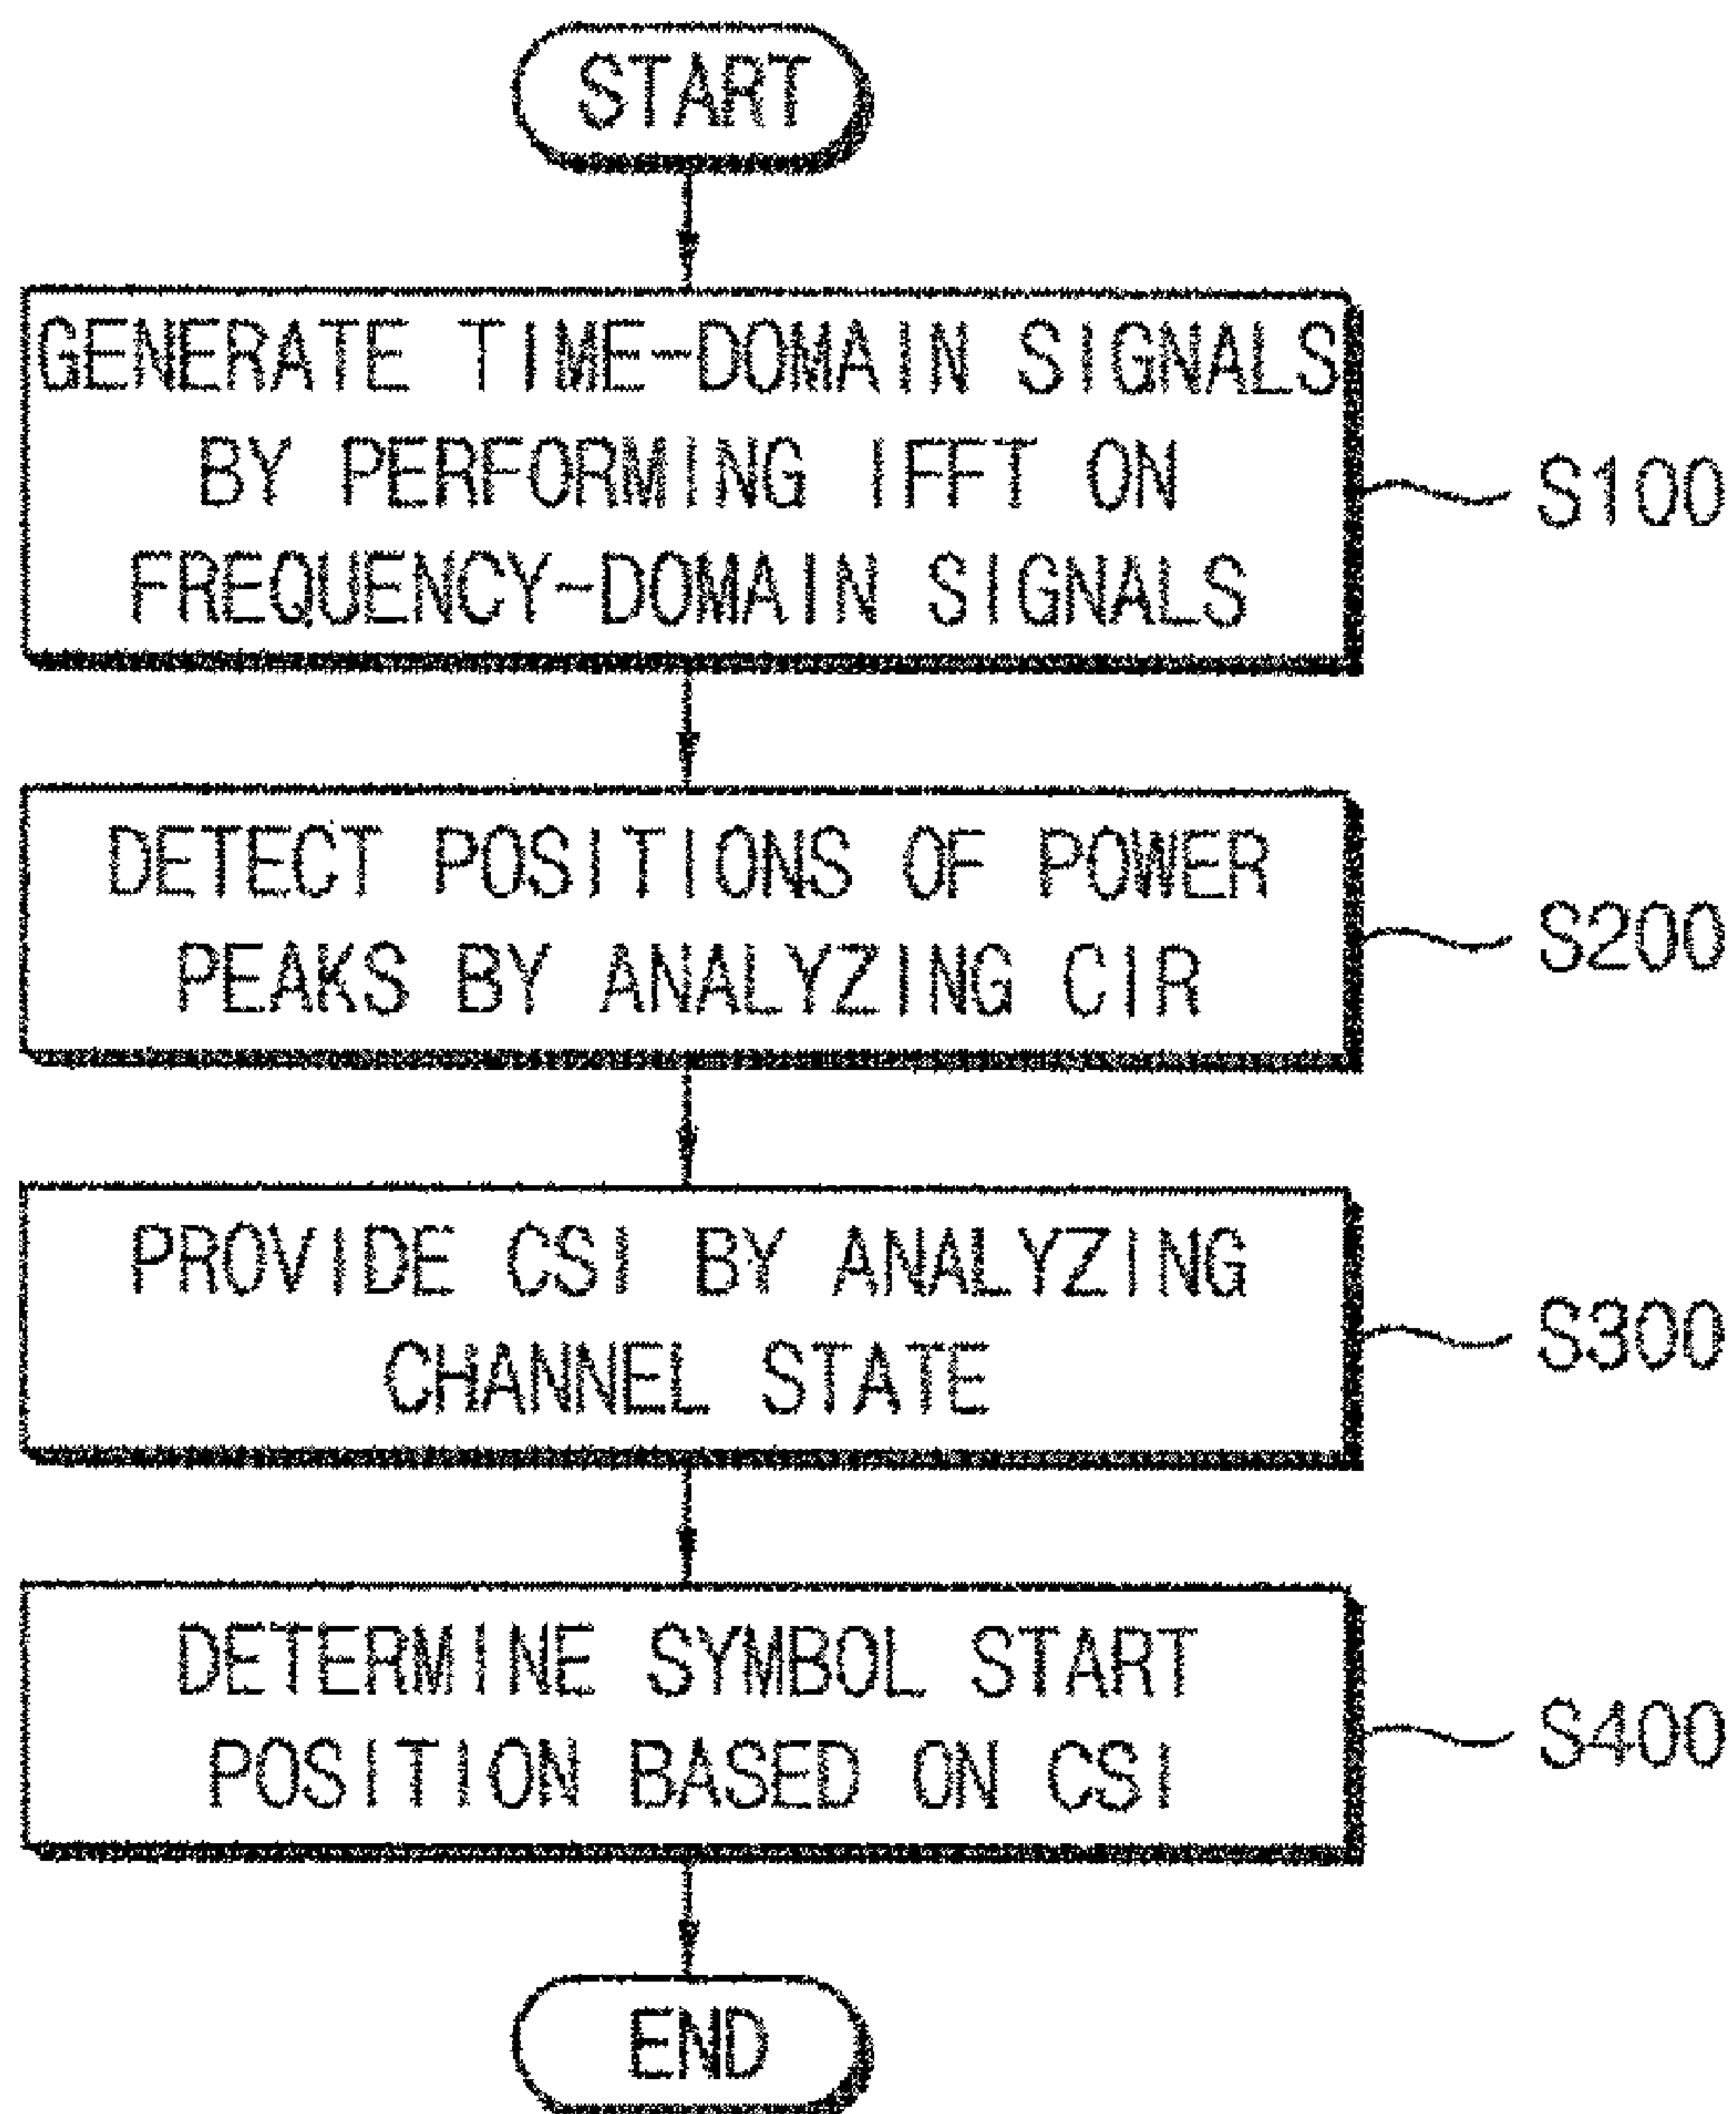 START
GENERATE TIME-DOMAIN SIGNALS
BY PERFORMING IFFT ON
FREQUENCY-DOMAIN SIGNALS
S100
DETECT POSITIONS OF POWER
PEAKS BY ANALYZING CIR
S200
PROVIDE CSI BY ANALYZING
CHANNEL STATE
S300
DETERMINE SYMBOL START
POSITION BASED ON CSI
S400
END